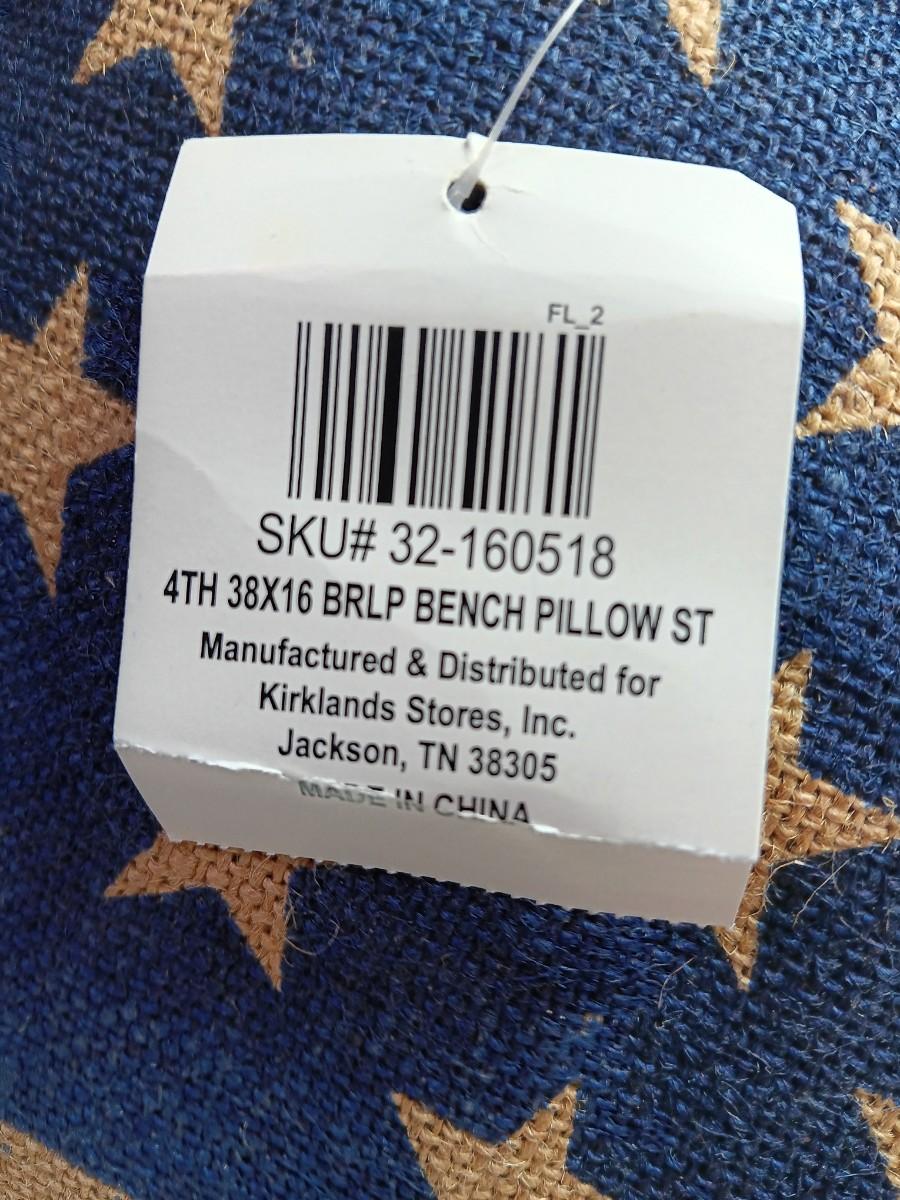 FL_2
SKU# 32-160518
4TH 38X16 BRLP BENCH PILLOW ST
Manufactured & Distributed for
Kirklands Stores, Inc.
Jackson, TN 38305
MADE IN CHINA